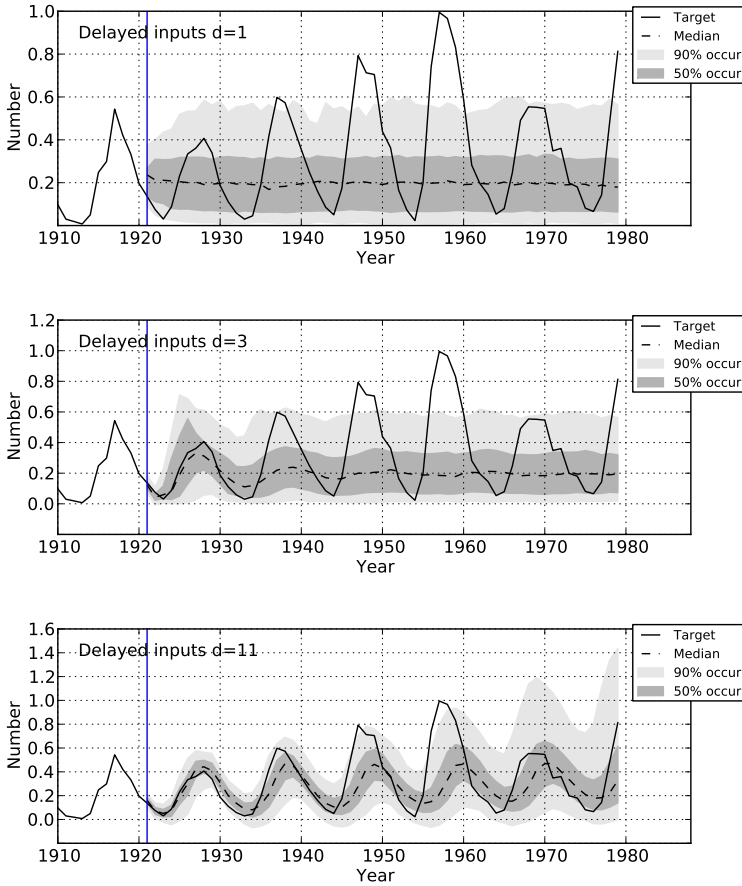 Delayed inputs d=1
Target
Median
90% occur
50% occur
1.0
0.8
0.6
0.4
0.2
Number
1910 1920 1930 1940 1950 1960 1970 1980
Year
Delayed inputs d=3
Target
Median
90% occur
50% occur
1.2
1.0
0.8
0.6
0.4
0.2
0.0
Number
1910 1920 1930 1940 1950 1960 1970 1980
Year
Delayed inputs d=11
Target
Median
90% occur
50% occur
1.6
1.4
1.2
1.0
0.8
0.6
0.4
0.2
0.0
Number
1910 1920 1930 1940 1950 1960 1970 1980
Year